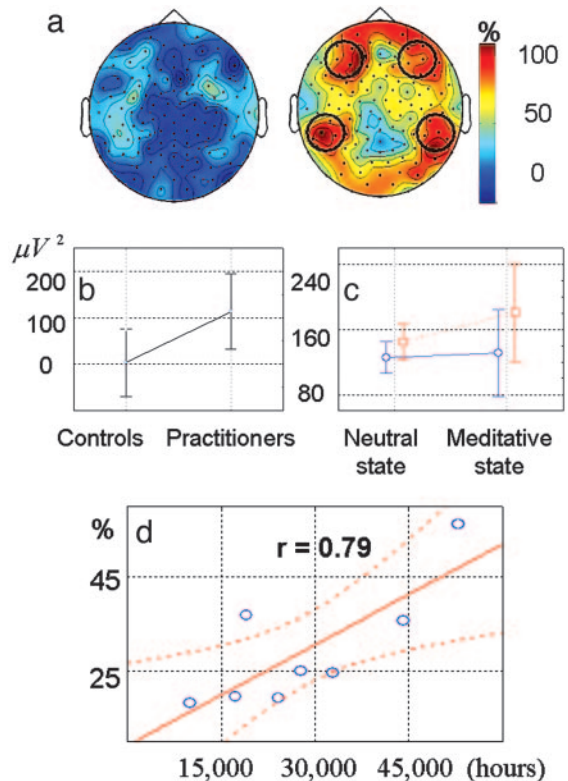 a
%
100
50
0
μV²
200
100
0
b
Controls Practitioners
240
160
80
c
Neutral state
Meditative state
%
d
r = 0.79
45
25
15,000 30,000 45,000 (hours)